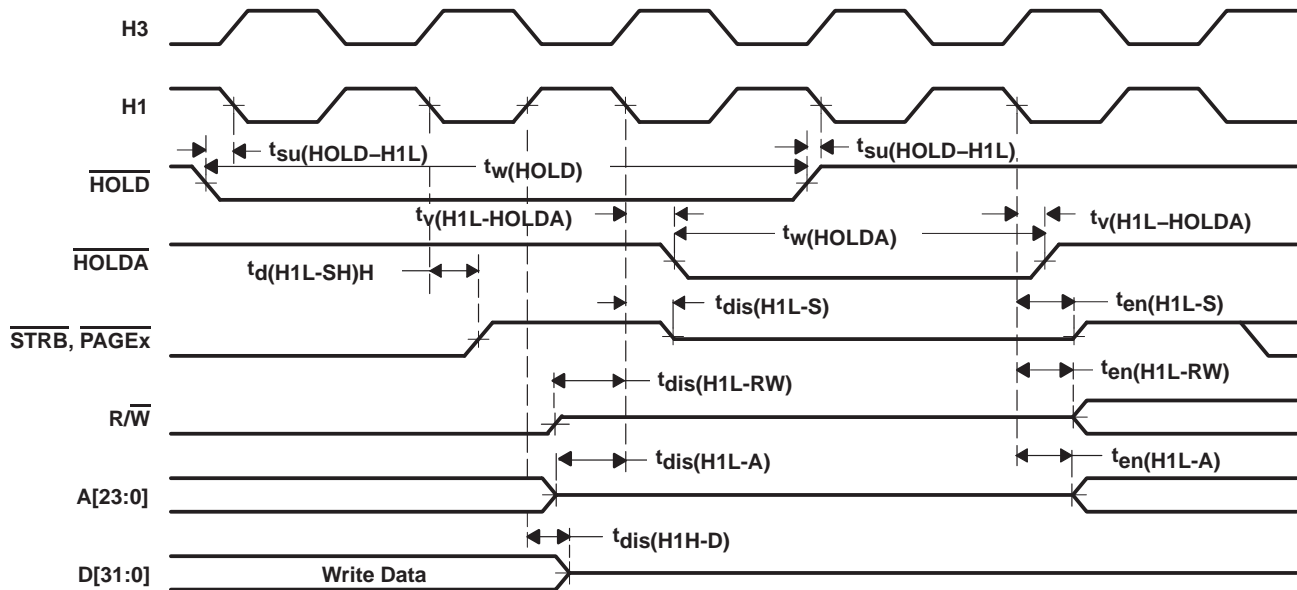 H3
H1
tsu(HOLD–H1L)
tsu(HOLD–H1L)
tw(HOLD)
HOLD
tv(H1L-HOLDA)
tv(H1L–HOLDA)
tw(HOLDA)
HOLDA
td(H1L-SH)H
tdis(H1L-S)
ten(H1L-S)
STRB, PAGEx
tdis(H1L-RW)
ten(H1L-RW)
R/W
tdis(H1L-A)
ten(H1L-A)
A[23:0]
tdis(H1H-D)
D[31:0]
Write Data